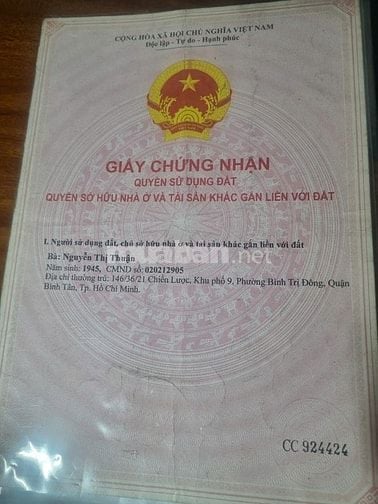 CỘNG HÒA XÃ HỘI CHỦ NGHĨA VIỆT NAM
Độc lập - Tự do - Hạnh phúc
GIẤY CHỨNG NHẬN
QUYỀN SỬ DỤNG ĐẤT
QUYỀN SỞ HỮU NHÀ Ở VÀ TÀI SẢN KHÁC GẮN LIỀN VỚI ĐẤT
I. Người sử dụng đất, chủ sở hữu nhà ở và tài sản khác gắn liền với đất
Bà: Nguyễn Thị Thuận
Năm sinh: 1945, CMND số: 020212905
Địa chỉ thường trú: 146/36/21 Chiến Lược, Khu phố 9, Phường Bình Trị Đông, Quận
Bình Tân, Tp. Hồ Chí Minh.
CC 924424